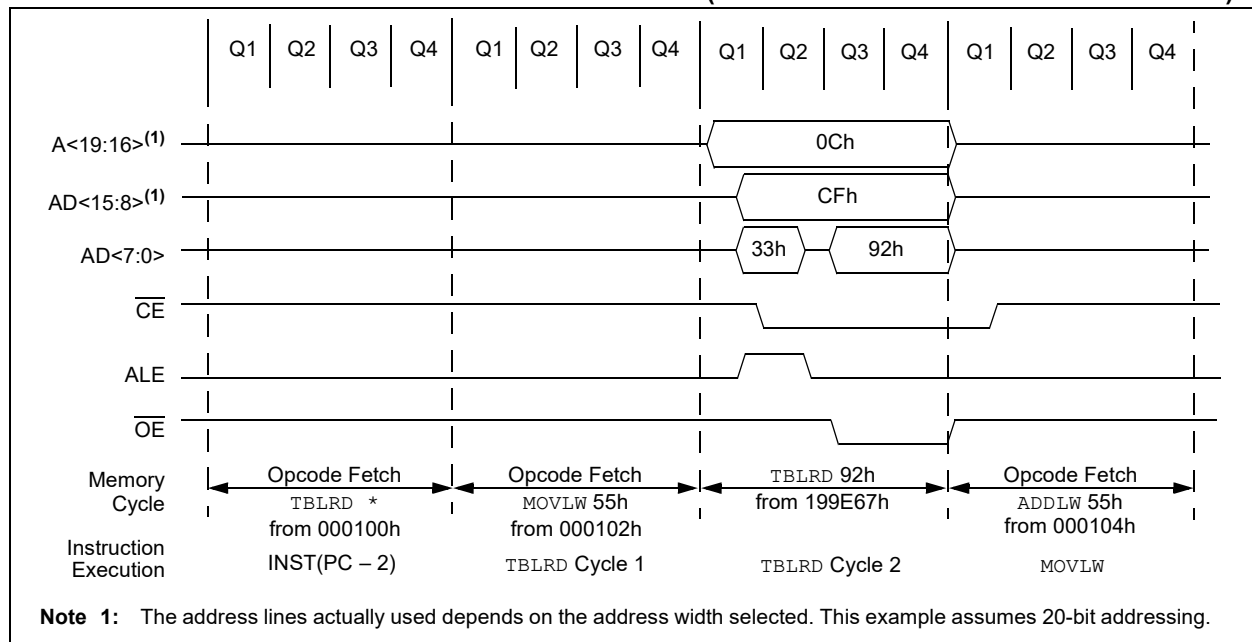 Q1 Q2 Q3 Q4 Q1 Q2 Q3 Q4 Q1 Q2 Q3 Q4 Q1 Q2 Q3 Q4
A<19:16>(1) 0Ch
AD<15:8>(1) CFh
AD<7:0> 33h 92h
CE
ALE
OE
Memory Cycle
Opcode Fetch
TBLRD *
from 000100h
Opcode Fetch
MOVLW 55h
from 000102h
TBLRD 92h
from 199E67h
Opcode Fetch
ADDLW 55h
from 000104h
Instruction Execution
INST(PC – 2)
TBLRD Cycle 1
TBLRD Cycle 2
MOVLW
Note 1: The address lines actually used depends on the address width selected. This example assumes 20-bit addressing.